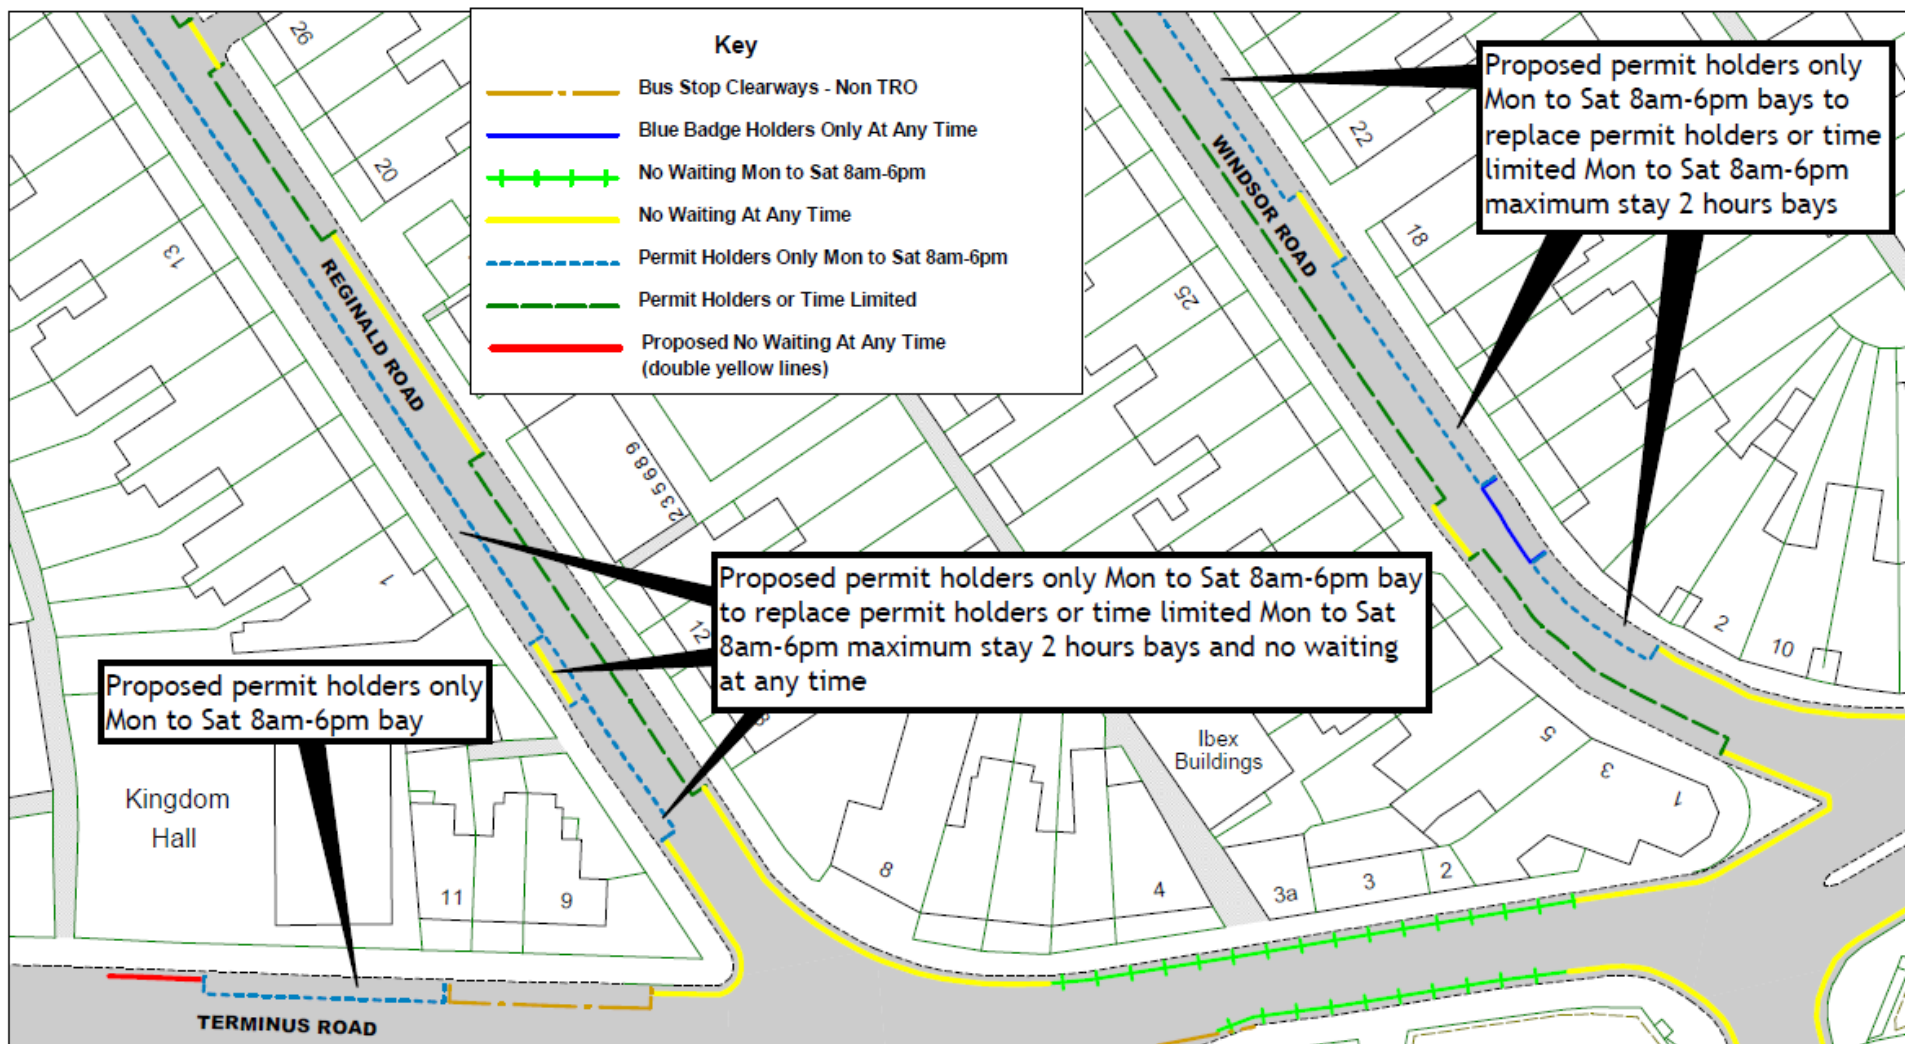 Key
Bus Stop Clearways - Non TRO
Blue Badge Holders Only At Any Time
No Waiting Mon to Sat 8am-6pm
No Waiting At Any Time
Permit Holders Only Mon to Sat 8am-6pm
Permit Holders or Time Limited
Proposed No Waiting At Any Time
(double yellow lines)
Proposed permit holders only
Mon to Sat 8am-6pm bays to
replace permit holders or time
limited Mon to Sat 8am-6pm
maximum stay 2 hours bays
26
20
13
REGINALD ROAD
22
WINDSOR ROAD
18
25
235689
1
Proposed permit holders only Mon to Sat 8am-6pm bay
to replace permit holders or time limited Mon to Sat
8am-6pm maximum stay 2 hours bays and no waiting
at any time
12
2
10
Proposed permit holders only
Mon to Sat 8am-6pm bay
Ibex
Buildings
5
3
1
Kingdom
Hall
11
9
8
4
3a
3
2
TERMINUS ROAD